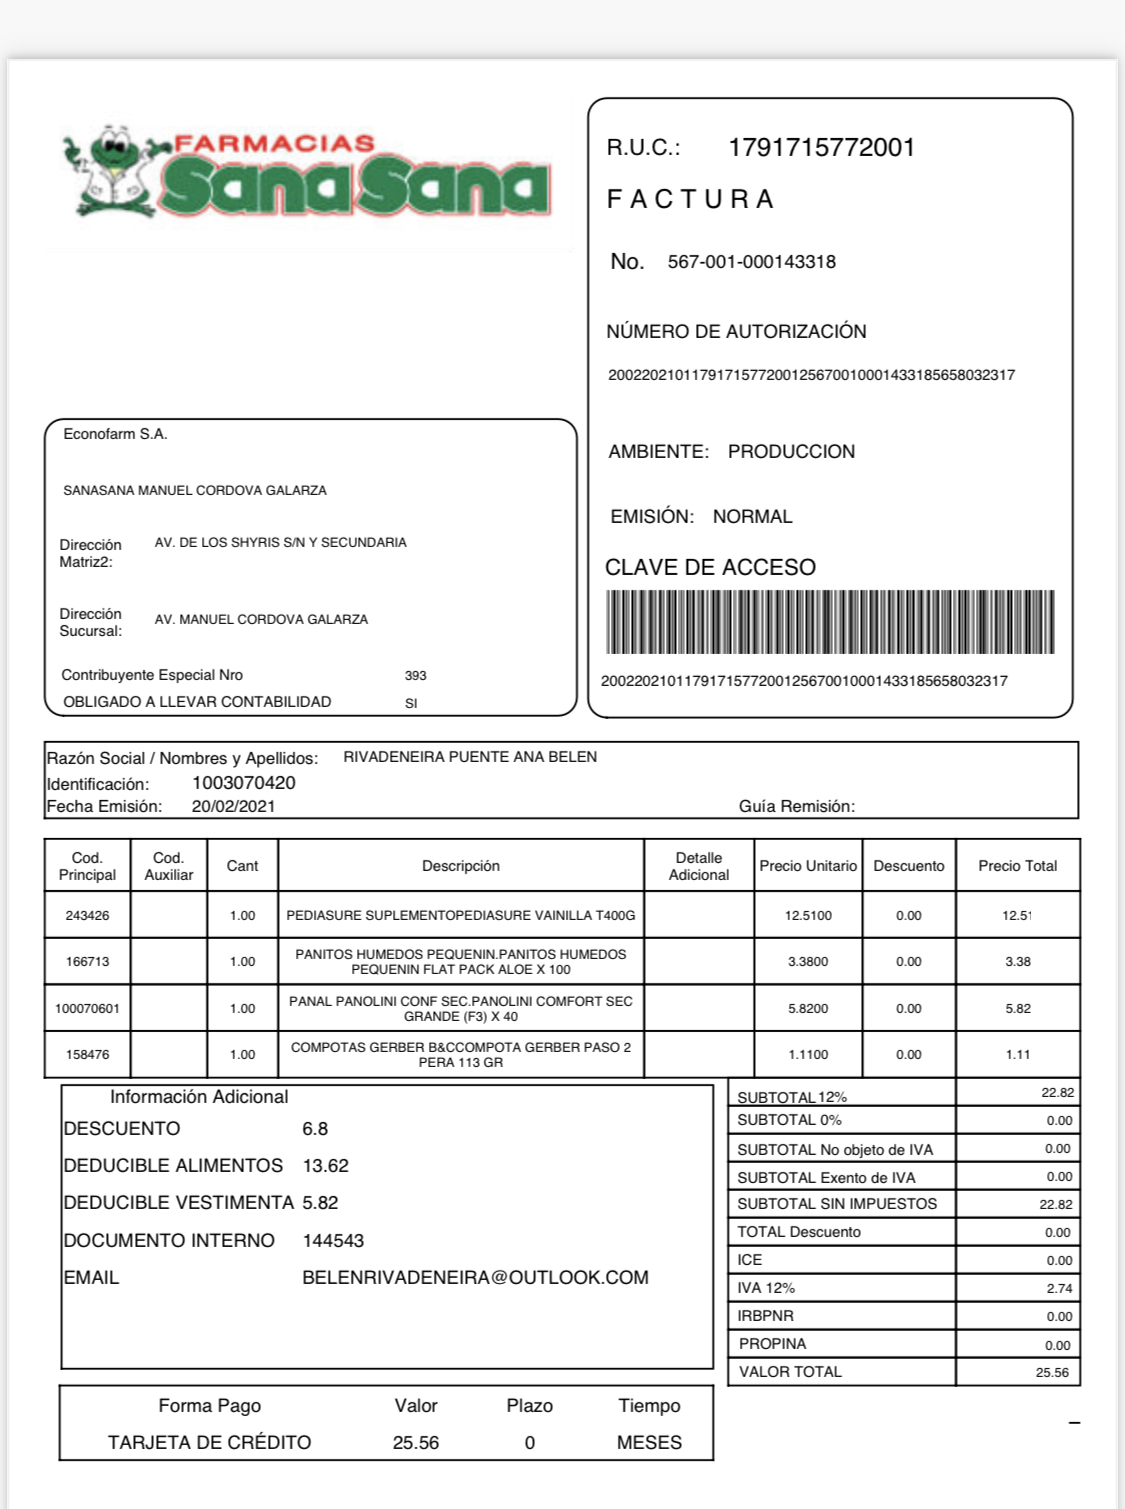 FARMACIAS
SanaSana
R.U.C.: 1791715772001
FACTURA
No. 567-001-000143318
NÚMERO DE AUTORIZACIÓN
2002202101179171577200125670010001433185658032317
AMBIENTE: PRODUCCION
EMISIÓN: NORMAL
CLAVE DE ACCESO
2002202101179171577200125670010001433185658032317
Econofarm S.A.
SANASANA MANUEL CORDOVA GALARZA
Dirección Matriz2: AV. DE LOS SHYRIS S/N Y SECUNDARIA
Dirección Sucursal: AV. MANUEL CORDOVA GALARZA
Contribuyente Especial Nro 393
OBLIGADO A LLEVAR CONTABILIDAD SI
Razón Social / Nombres y Apellidos: RIVADENEIRA PUENTE ANA BELEN
Identificación: 1003070420
Fecha Emisión: 20/02/2021 Guía Remisión:
Cod. Principal Cod. Auxiliar Cant Descripción Detalle Adicional Precio Unitario Descuento Precio Total
243426 1.00 PEDIASURE SUPLEMENTOPEDIASURE VAINILLA T400G 12.5100 0.00 12.51
166713 1.00 PANITOS HUMEDOS PEQUENIN.PANITOS HUMEDOS PEQUENIN FLAT PACK ALOE X 100 3.3800 0.00 3.38
100070601 1.00 PANAL PANOLINI CONF SEC.PANOLINI COMFORT SEC GRANDE (F3) X 40 5.8200 0.00 5.82
158476 1.00 COMPOTAS GERBER B&CCOMPOTA GERBER PASO 2 PERA 113 GR 1.1100 0.00 1.11
Información Adicional
DESCUENTO 6.8
DEDUCIBLE ALIMENTOS 13.62
DEDUCIBLE VESTIMENTA 5.82
DOCUMENTO INTERNO 144543
EMAIL BELENRIVADENEIRA@OUTLOOK.COM
SUBTOTAL 12% 22.82
SUBTOTAL 0% 0.00
SUBTOTAL No objeto de IVA 0.00
SUBTOTAL Exento de IVA 0.00
SUBTOTAL SIN IMPUESTOS 22.82
TOTAL Descuento 0.00
ICE 0.00
IVA 12% 2.74
IRBPNR 0.00
PROPINA 0.00
VALOR TOTAL 25.56
Forma Pago Valor Plazo Tiempo
TARJETA DE CRÉDITO 25.56 0 MESES